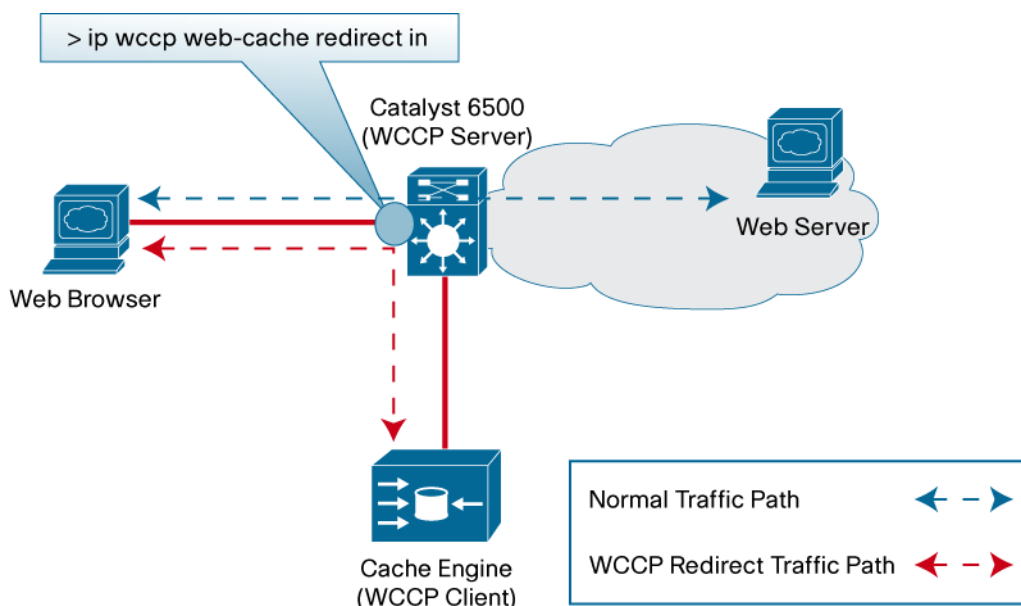 > ip wccp web-cache redirect in
Catalyst 6500
(WCCP Server)
Web Server
Web Browser
Cache Engine
(WCCP Client)
Normal Traffic Path
WCCP Redirect Traffic Path